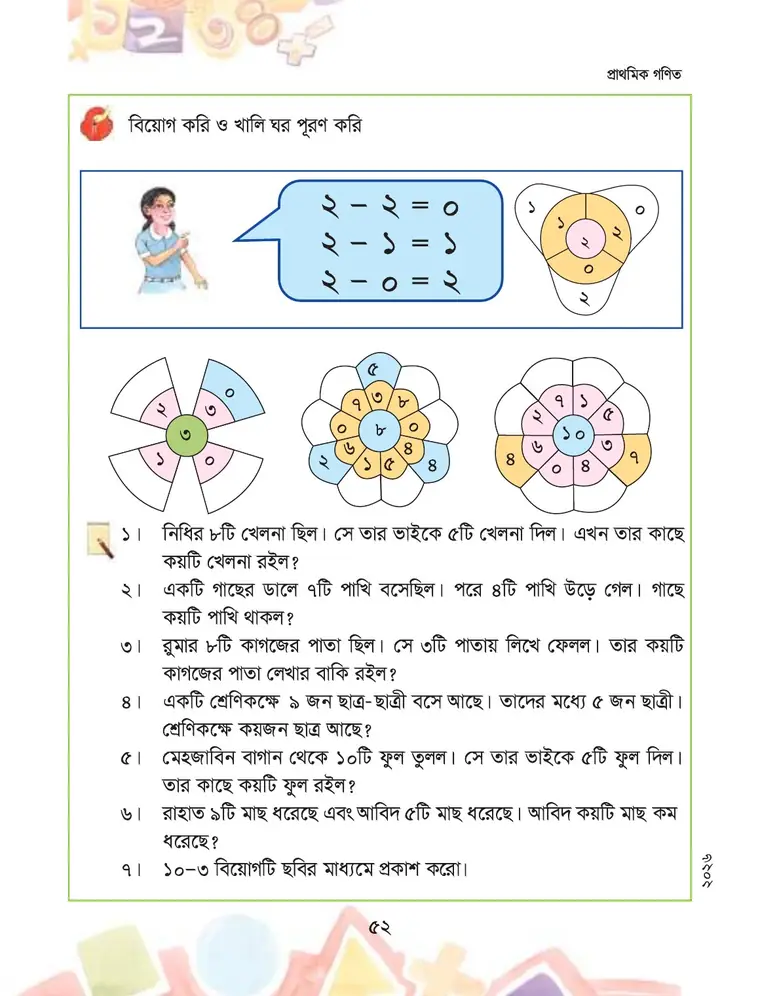 প্রাথমিক গণিত
বিয়োগ করি ও খালি ঘর পূরণ করি
২ – ২ = ০
২ – ১ = ১
২ – ০ = ২
১
০
১
২
২
০
২
০
২
৩
৩
১
০
৫
৩
৭
৮
০
৮
০
৬
৪
১
৫
২
৪
৭
১
২
৫
১০
৬
৩
০
৪
৪
৭
১। নিধির ৮টি খেলনা ছিল। সে তার ভাইকে ৫টি খেলনা দিল। এখন তার কাছে
কয়টি খেলনা রইল?
২। একটি গাছের ডালে ৭টি পাখি বসেছিল। পরে ৪টি পাখি উড়ে গেল। গাছে
কয়টি পাখি থাকল?
৩। রুমার ৮টি কাগজের পাতা ছিল। সে ৩টি পাতায় লিখে ফেলল। তার কয়টি
কাগজের পাতা লেখার বাকি রইল?
৪। একটি শ্রেণিকক্ষে ৯ জন ছাত্র-ছাত্রী বসে আছে। তাদের মধ্যে ৫ জন ছাত্রী।
শ্রেণিকক্ষে কয়জন ছাত্র আছে?
৫। মেহজাবিন বাগান থেকে ১০টি ফুল তুলল। সে তার ভাইকে ৫টি ফুল দিল।
তার কাছে কয়টি ফুল রইল?
৬। রাহাত ৯টি মাছ ধরেছে এবং আবিদ ৫টি মাছ ধরেছে। আবিদ কয়টি মাছ কম
ধরেছে?
৭। ১০–৩ বিয়োগটি ছবির মাধ্যমে প্রকাশ করো।
২০২৬
৫২